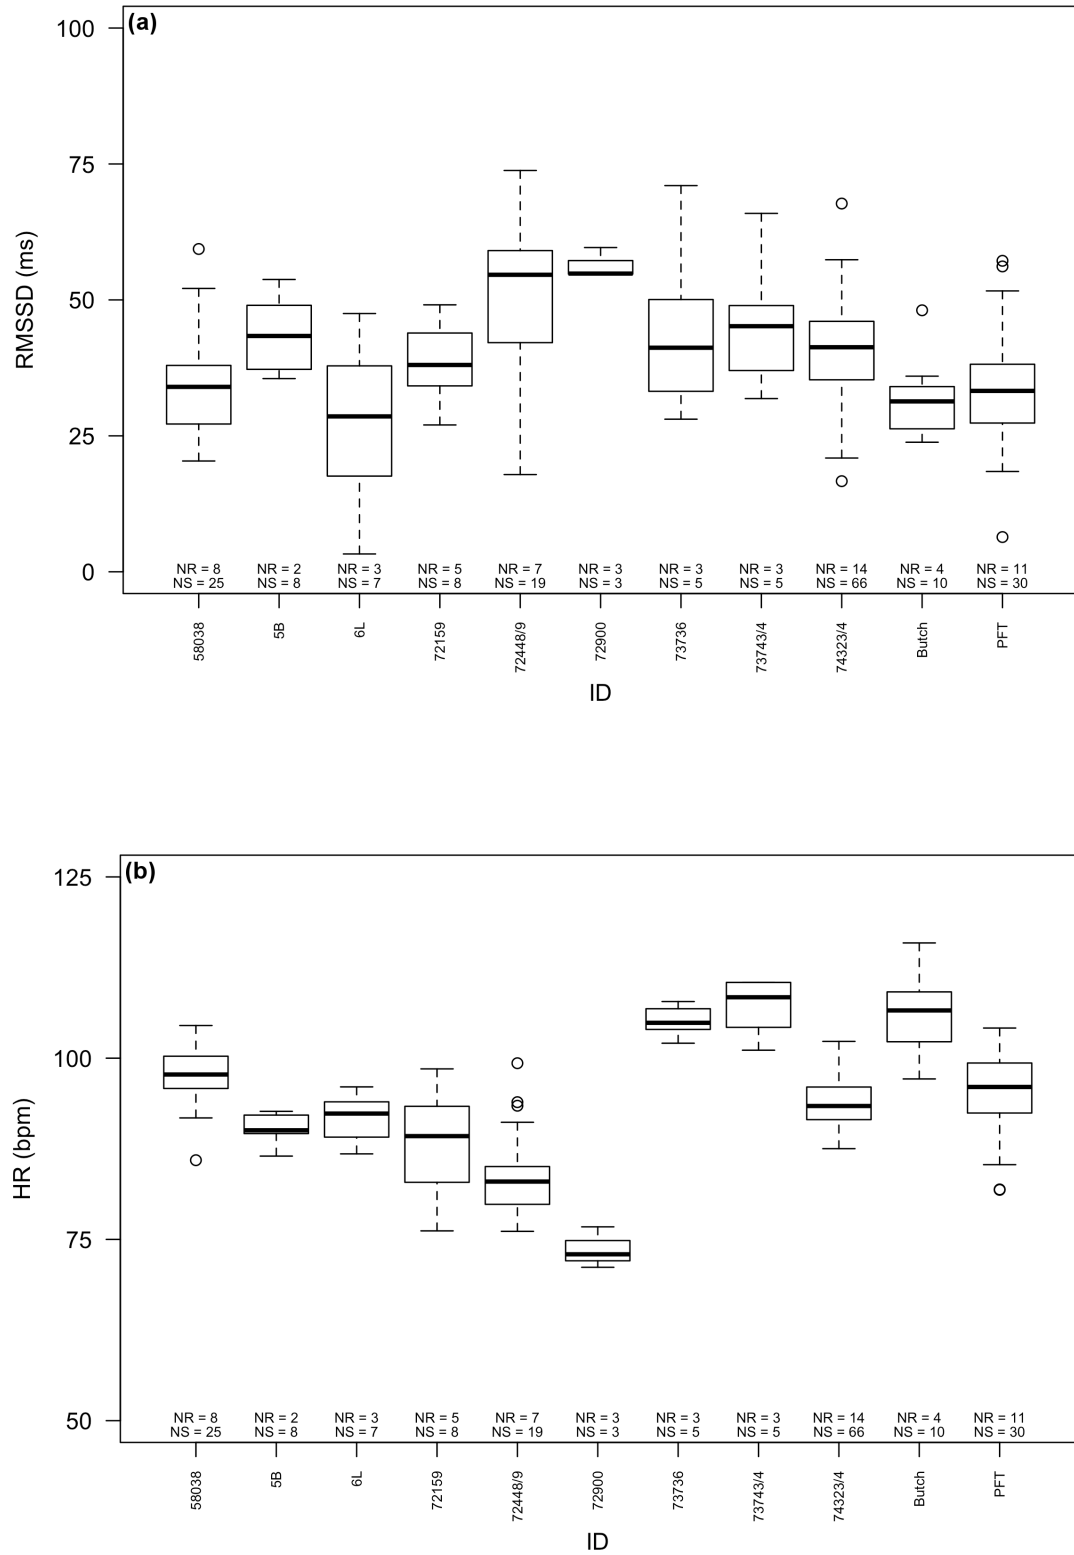 (a)
100
75
50
25
0
RMSSD (ms)
NR = 8 NR = 2 NR = 3 NR = 5 NR = 7 NR = 3 NR = 3 NR = 3 NR = 14 NR = 4 NR = 11
NS = 25 NS = 8 NS = 7 NS = 8 NS = 19 NS = 3 NS = 5 NS = 5 NS = 66 NS = 10 NS = 30
58038 5B 6L 72159 72448/9 72900 73736 73743/4 74323/4 Butch PFT
ID
(b)
125
100
75
50
HR (bpm)
NR = 8 NR = 2 NR = 3 NR = 5 NR = 7 NR = 3 NR = 3 NR = 3 NR = 14 NR = 4 NR = 11
NS = 25 NS = 8 NS = 7 NS = 8 NS = 19 NS = 3 NS = 5 NS = 5 NS = 66 NS = 10 NS = 30
58038 5B 6L 72159 72448/9 72900 73736 73743/4 74323/4 Butch PFT
ID